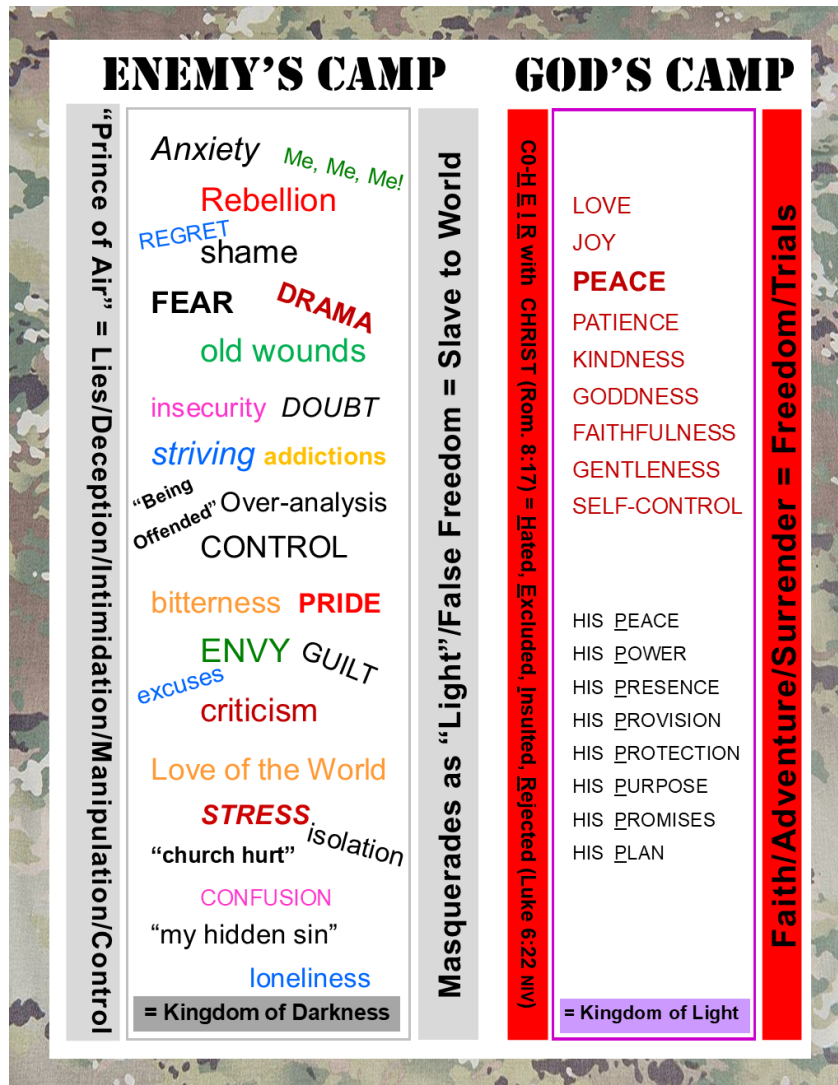 ENEMY’S CAMP
“Prince of Air” = Lies/Deception/Intimidation/Manipulation/Control
Anxiety
Me, Me, Me!
Rebellion
REGRET
shame
FEAR
DRAMA
old wounds
insecurity DOUBT
striving addictions
“Being
Offended”
Over-analysis
CONTROL
bitterness PRIDE
ENVY GUILT
excuses
criticism
Love of the World
STRESS
isolation
“church hurt”
CONFUSION
“my hidden sin”
loneliness
= Kingdom of Darkness
Masquerades as “Light”/False Freedom = Slave to World
GOD’S CAMP
C0-H E I R with CHRIST (Rom. 8:17) = Hated, Excluded, Insulted, Rejected (Luke 6:22 NIV)
LOVE
JOY
PEACE
PATIENCE
KINDNESS
GODDNESS
FAITHFULNESS
GENTLENESS
SELF-CONTROL
HIS PEACE
HIS POWER
HIS PRESENCE
HIS PROVISION
HIS PROTECTION
HIS PURPOSE
HIS PROMISES
HIS PLAN
= Kingdom of Light
Faith/Adventure/Surrender = Freedom/Trials